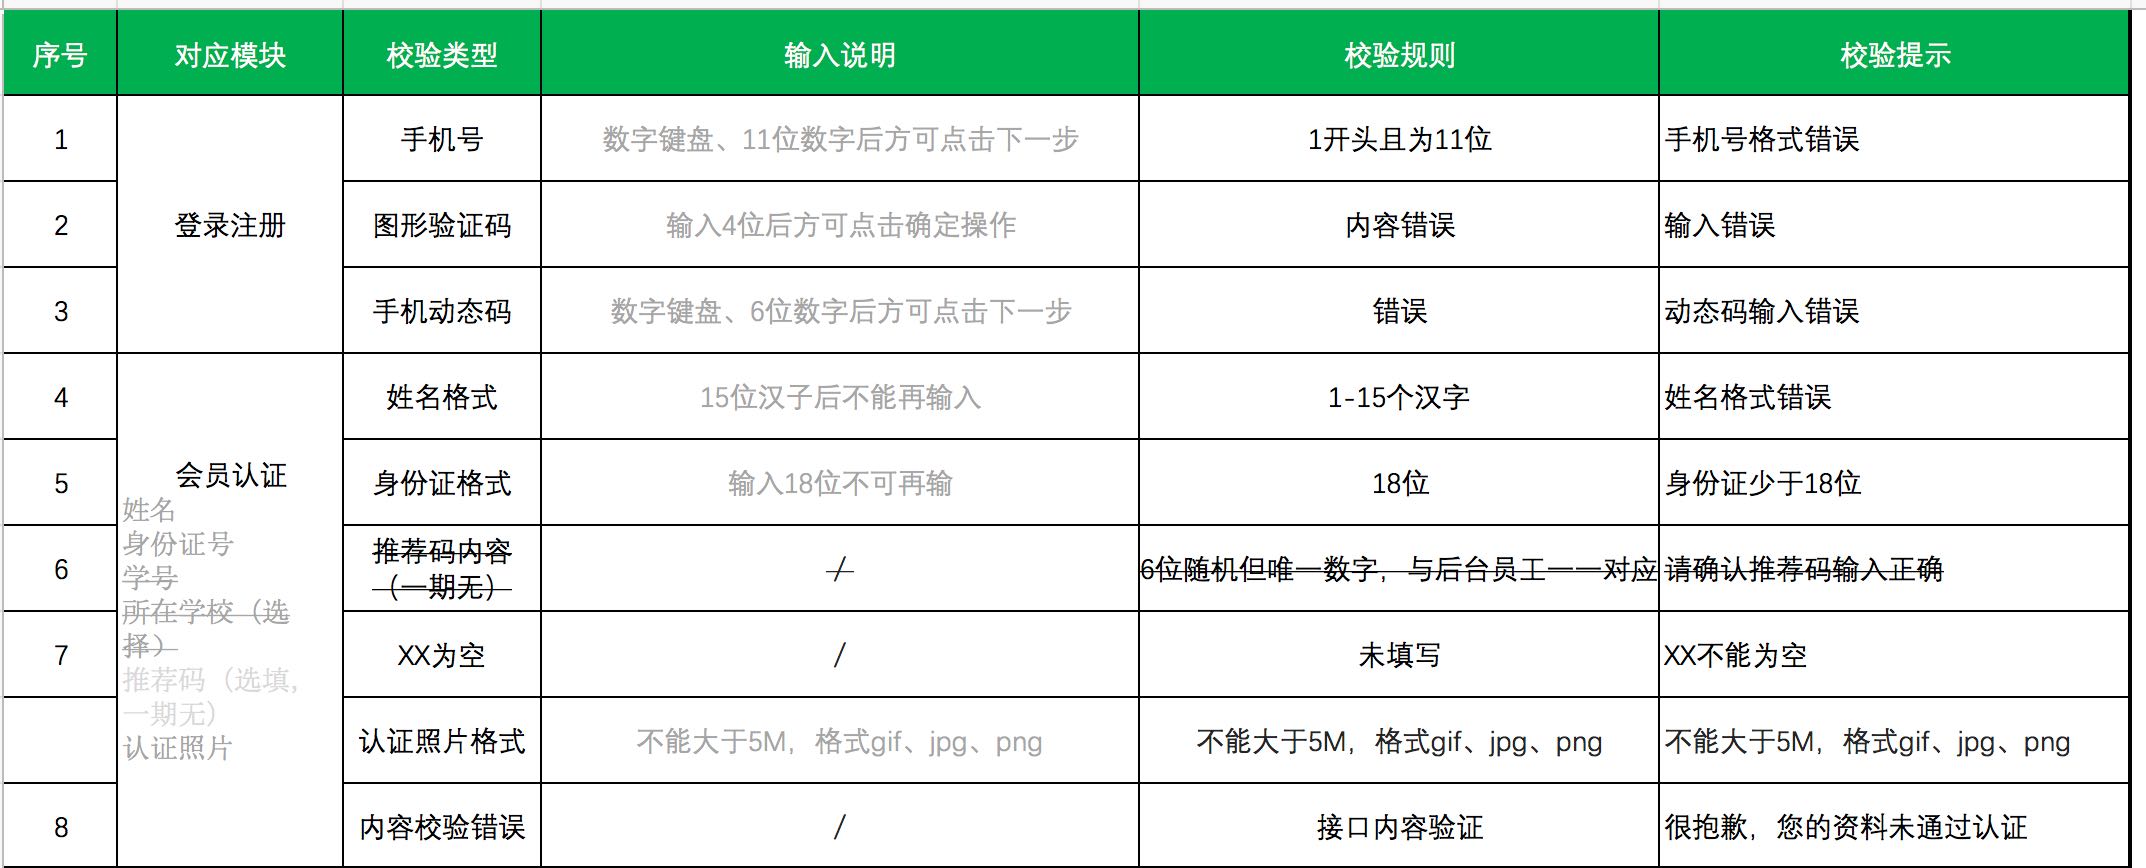 序号 对应模块 校验类型 输入说明 校验规则 校验提示
1 手机号 数字键盘、11位数字后方可点击下一步 1开头且为11位 手机号格式错误
2 登录注册 图形验证码 输入4位后方可点击确定操作 内容错误 输入错误
3 手机动态码 数字键盘、6位数字后方可点击下一步 错误 动态码输入错误
4 姓名格式 15位汉子后不能再输入 1-15个汉字 姓名格式错误
会员认证
姓名
身份证号
学号
所在学校（选
择）
推荐码（选填，
一期无）
认证照片
5 身份证格式 输入18位不可再输 18位 身份证少于18位
6 推荐码内容
（一期无） / 6位随机但唯一数字，与后台员工一一对应 请确认推荐码输入正确
7 XX为空 / 未填写 XX不能为空
认证照片格式 不能大于5M，格式gif、jpg、png 不能大于5M，格式gif、jpg、png 不能大于5M，格式gif、jpg、png
8 内容校验错误 / 接口内容验证 很抱歉，您的资料未通过认证